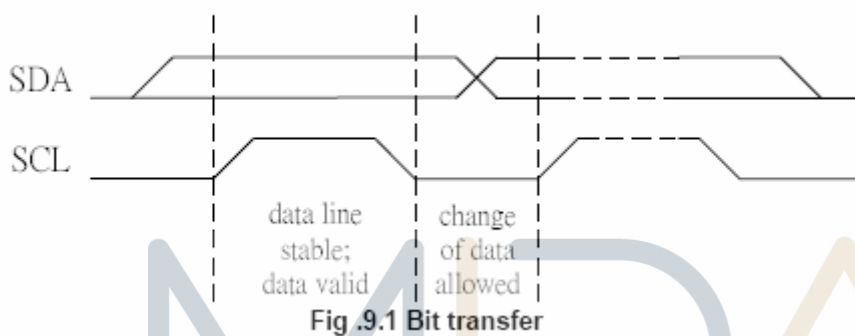 SDA
SCL
data line
stable;
data valid
change
of data
allowed
Fig .9.1 Bit transfer